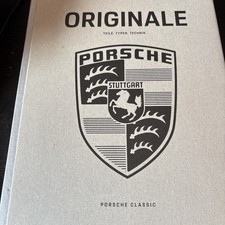 ORIGINALE
TEILE. TYPEN. TECHNIK.
PORSCHE
STUTTGART
PORSCHE CLASSIC